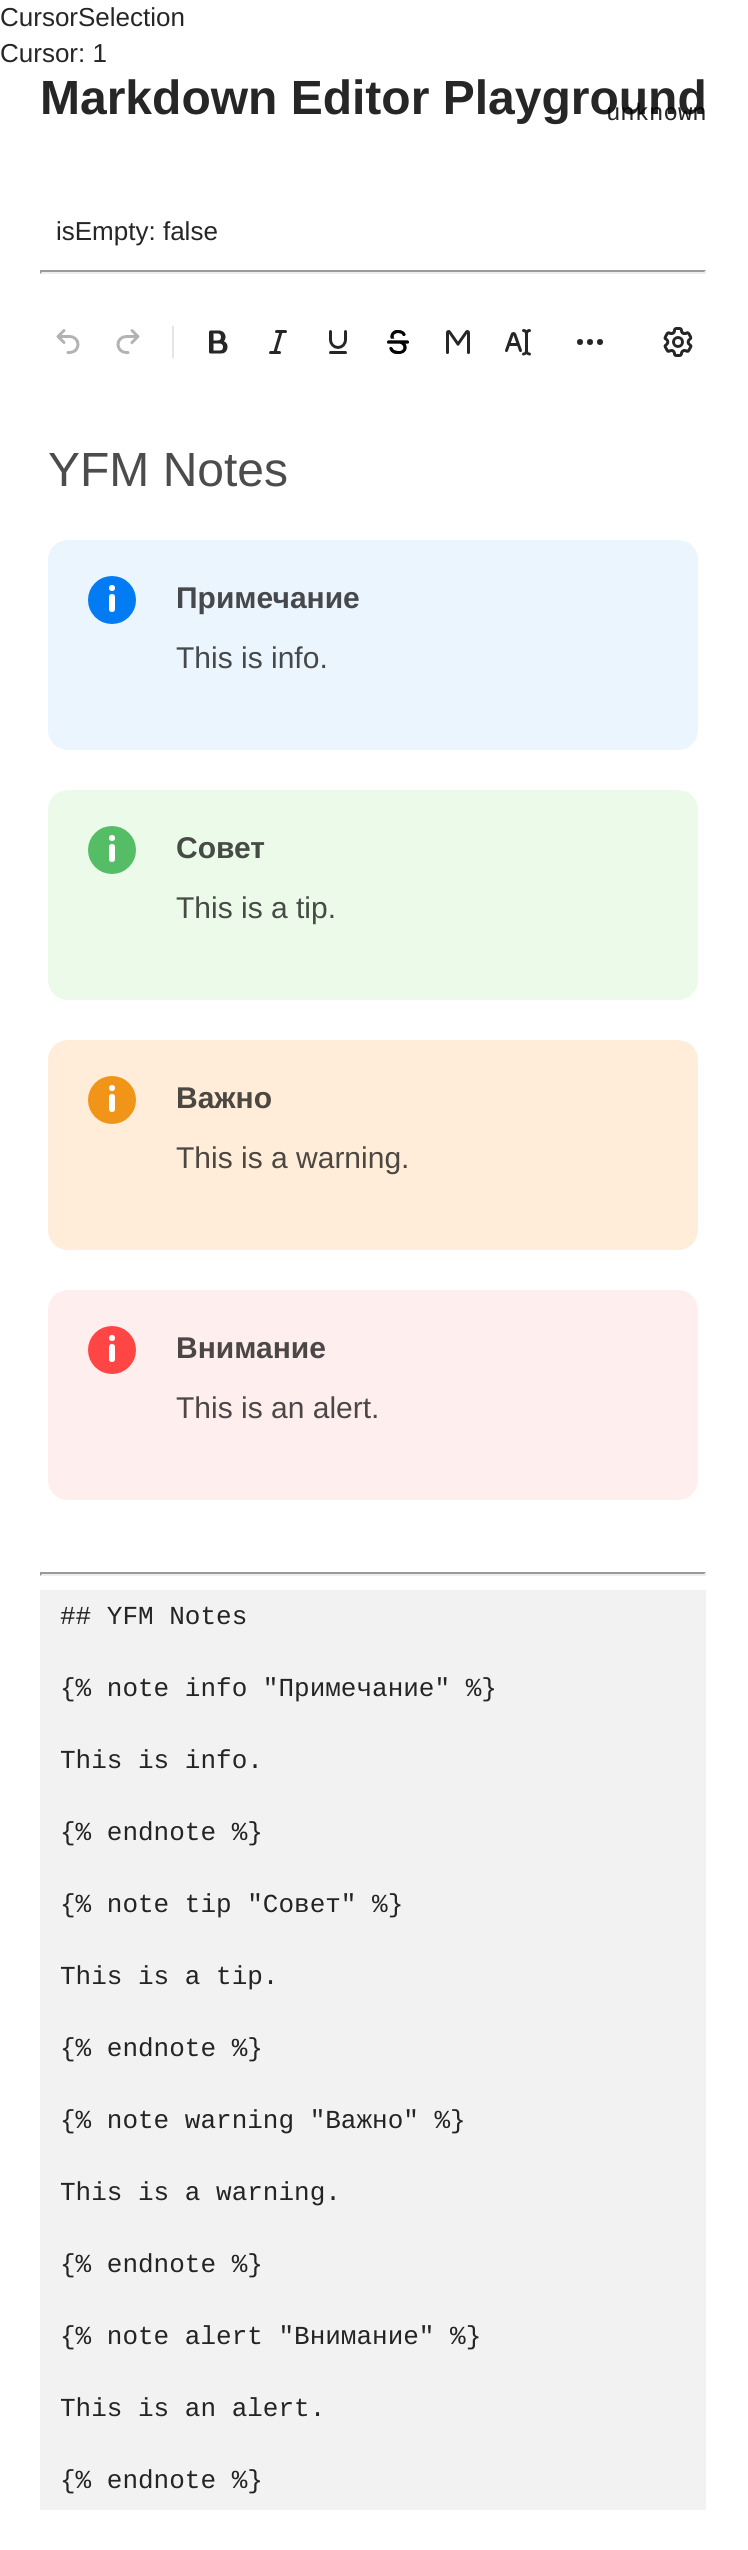 CursorSelection
Cursor: 1
Markdown Editor Playground
unknown
isEmpty: false
YFM Notes
Примечание
This is info.
Совет
This is a tip.
Важно
This is a warning.
Внимание
This is an alert.
## YFM Notes
{% note info "Примечание" %}
This is info.
{% endnote %}
{% note tip "Совет" %}
This is a tip.
{% endnote %}
{% note warning "Важно" %}
This is a warning.
{% endnote %}
{% note alert "Внимание" %}
This is an alert.
{% endnote %}